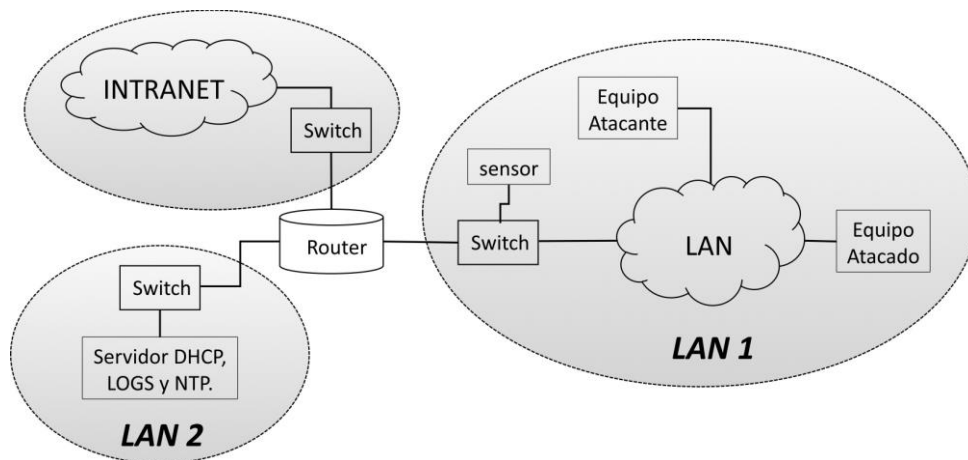 INTRANET
Switch
Equipo
Atacante
sensor
Switch
LAN
Equipo
Atacado
Router
LAN 1
Switch
Servidor DHCP,
LOGS y NTP.
LAN 2